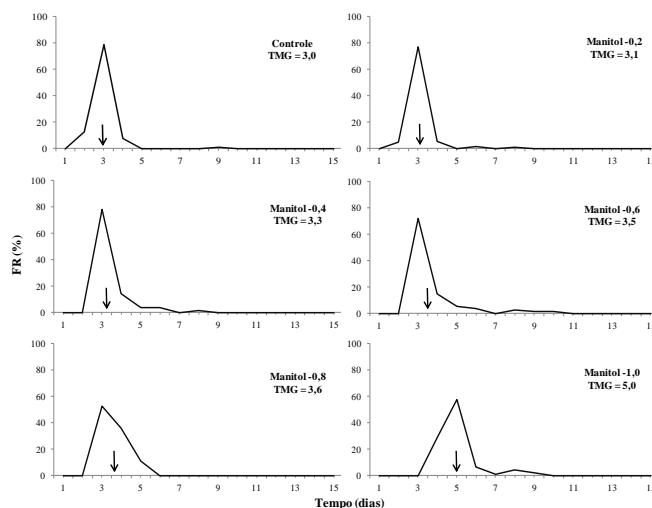 Controle
TMG = 3,0
100
80
60
40
20
0
1 3 5 7 9 11 13 15
Manitol -0,2
TMG = 3,1
100
80
60
40
20
0
1 3 5 7 9 11 13
Manitol -0,4
TMG = 3,3
100
80
60
40
20
0
1 3 5 7 9 11 13 15
Manitol -0,6
TMG = 3,5
100
80
60
40
20
0
1 3 5 7 9 11 13
FR (%)
Manitol -0,8
TMG = 3,6
100
80
60
40
20
0
1 3 5 7 9 11 13 15
Manitol -1,0
TMG = 5,0
100
80
60
40
20
0
1 3 5 7 9 11 13
Tempo (dias)